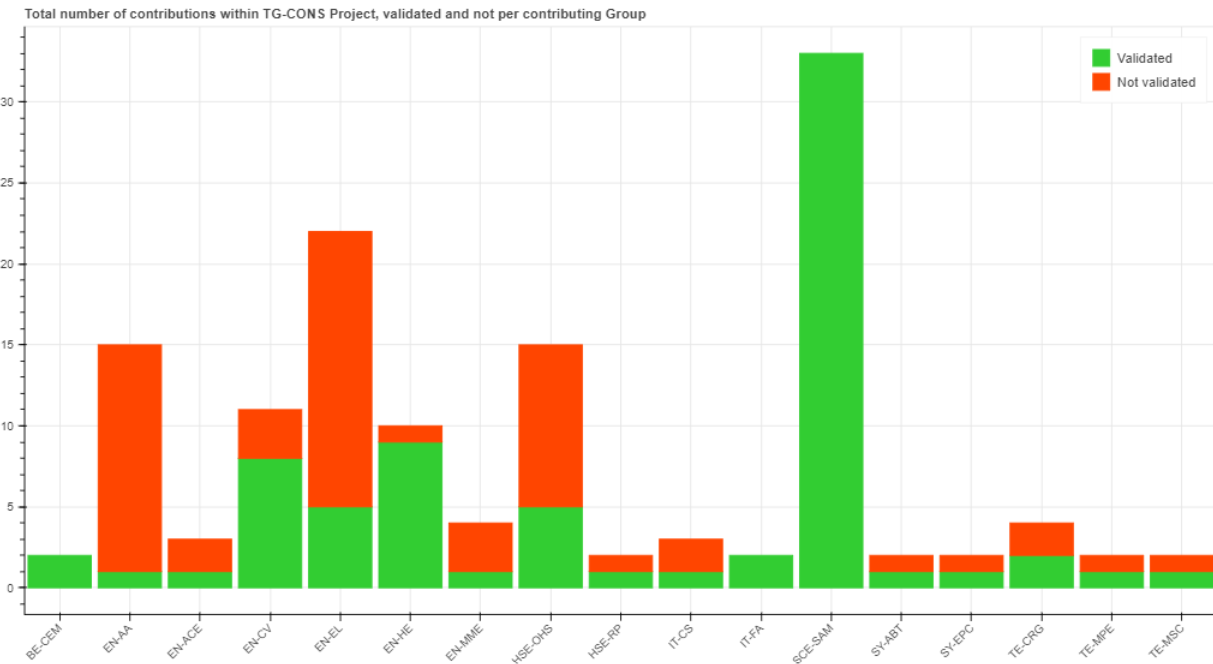 Total number of contributions within TG-CONS Project, validated and not per contributing Group
Validated
Not validated
30
25
20
15
10
5
0
BE-CEM
EN-AA
EN-ACE
EN-CV
EN-EL
EN-HE
EN-MME
HSE-OHS
HSE-RP
IT-CS
IT-FA
SCE-SAM
SY-ABT
SY-EPC
TE-CRG
TE-MPE
TE-MSC